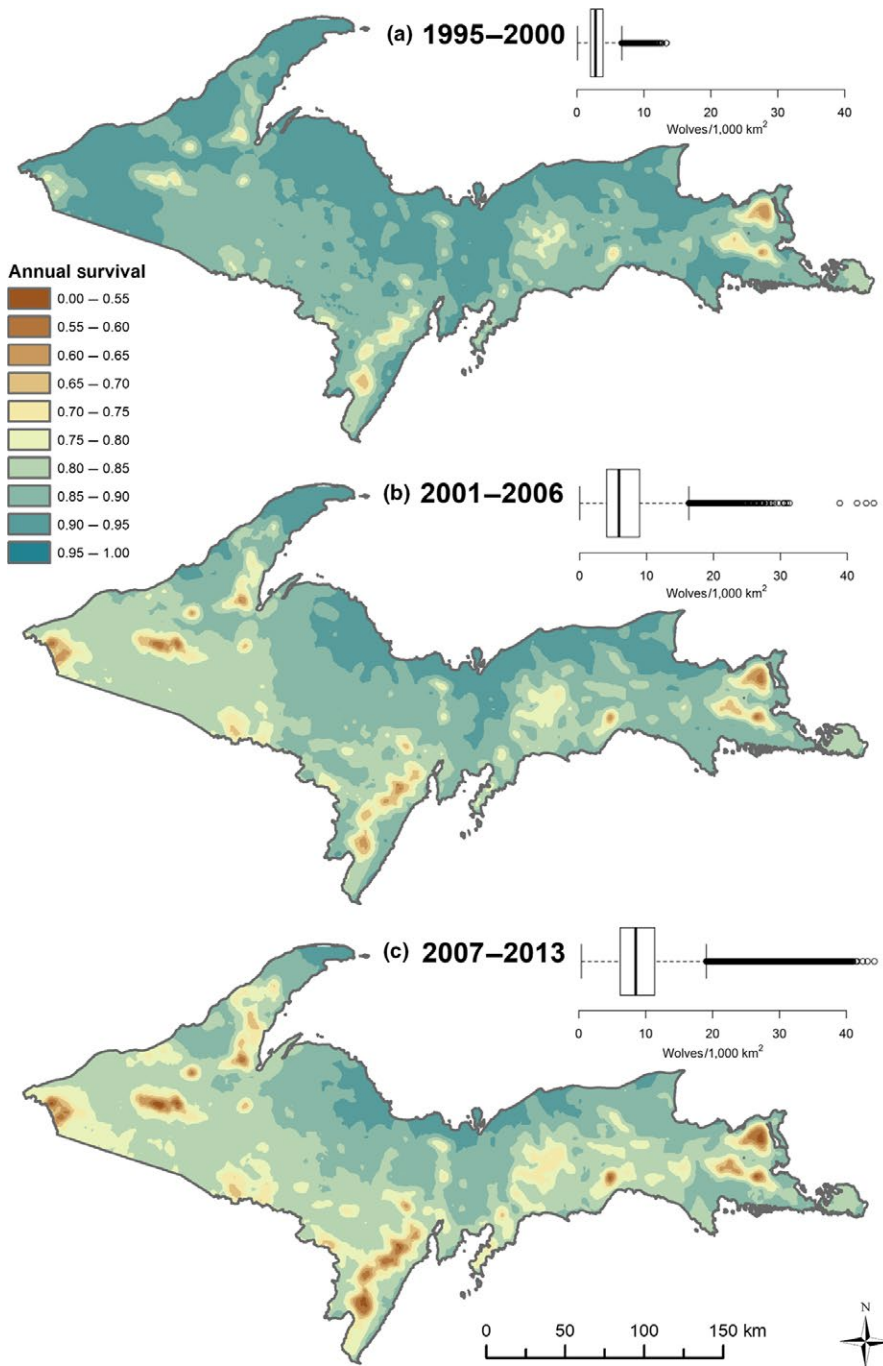 (a) 1995–2000
0 10 20 30 40
Wolves/1,000 km²
Annual survival
0.00 — 0.55
0.55 — 0.60
0.60 — 0.65
0.65 — 0.70
0.70 — 0.75
0.75 — 0.80
0.80 — 0.85
0.85 — 0.90
0.90 — 0.95
0.95 — 1.00
(b) 2001–2006
0 10 20 30 40
Wolves/1,000 km²
(c) 2007–2013
0 10 20 30 40
Wolves/1,000 km²
N
0 50 100 150 km